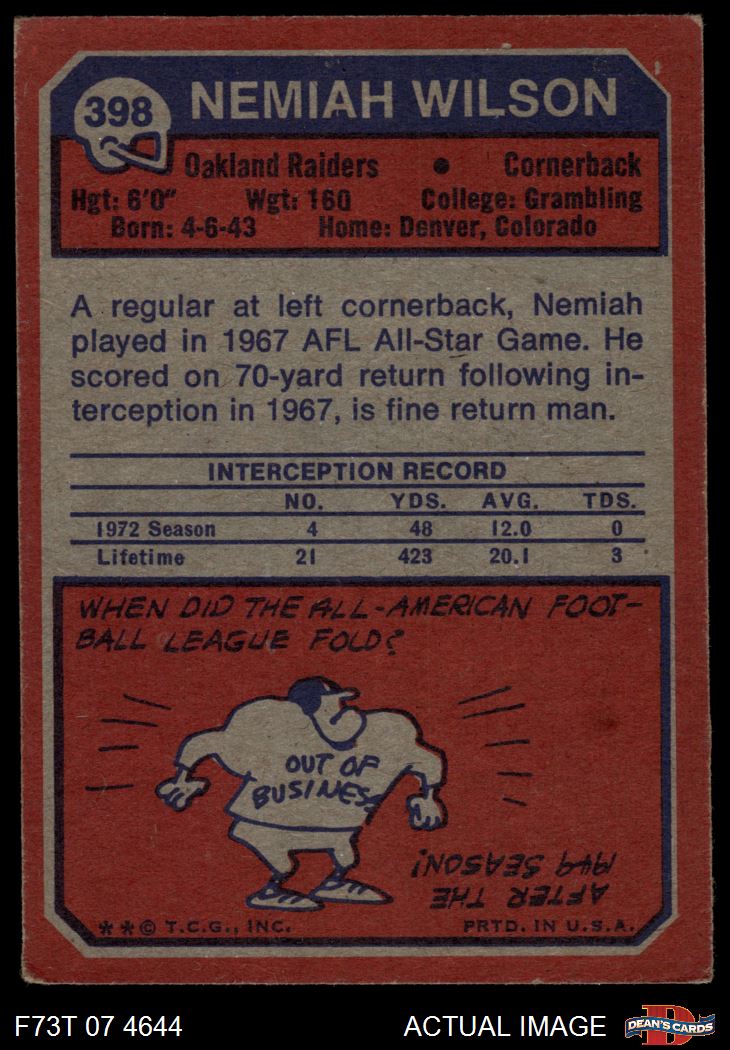 398
NEMIAH WILSON
Oakland Raiders • Cornerback
Hgt: 6'0" Wgt: 160 College: Grambling
Born: 4-6-43 Home: Denver, Colorado
A regular at left cornerback, Nemiah
played in 1967 AFL All-Star Game. He
scored on 70-yard return following in-
terception in 1967, is fine return man.
INTERCEPTION RECORD
NO. YDS. AVG. TDS.
1972 Season 4 48 12.0 0
Lifetime 21 423 20.1 3
WHEN DID THE ALL-AMERICAN FOOT-
BALL LEAGUE FOLD?
OUT OF
BUSINESS
AFTER THE
1949 SEASON!
**© T.C.G., INC. PRTD. IN U.S.A.
F73T 07 4644 ACTUAL IMAGE
D
DEAN'S CARDS